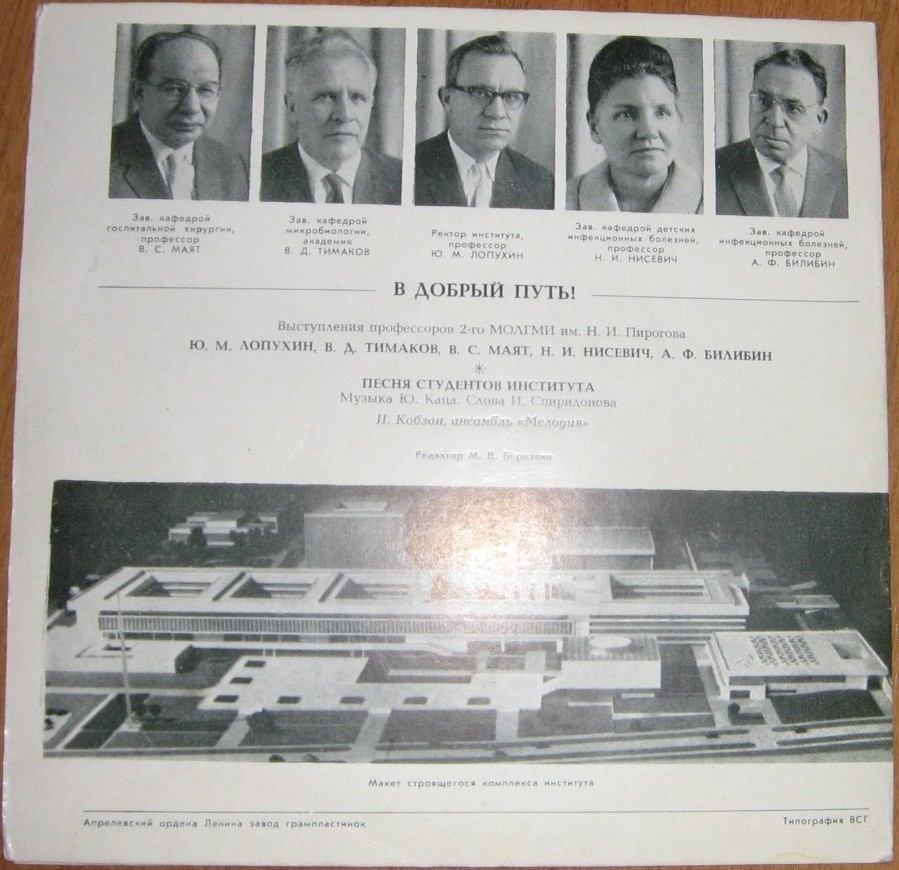 Зав. кафедрой
госпитальной хирургии,
профессор
В. С. МАЯТ
Зав. кафедрой
микробиологии,
академик
В. Д. ТИМАКОВ
Ректор института,
профессор
Ю. М. ЛОПУХИН
Зав. кафедрой детских
инфекционных болезней,
профессор
Н. И. НИСЕВИЧ
Зав. кафедрой
инфекционных болезней,
профессор
А. Ф. БИЛИБИН
В ДОБРЫЙ ПУТЬ!
Выступления профессоров 2-го МОЛГМИ им. Н. И. Пирогова
Ю. М. ЛОПУХИН, В. Д. ТИМАКОВ, В. С. МАЯТ, Н. И. НИСЕВИЧ, А. Ф. БИЛИБИН
ПЕСНЯ СТУДЕНТОВ ИНСТИТУТА
Музыка Ю. Каца. Слова И. Спиридонова
И. Кобзон, ансамбль «Мелодия»
Редактор М. В. Березкин
Макет строящегося комплекса института
Апрелевский ордена Ленина завод грампластинок
Типография ВСГ